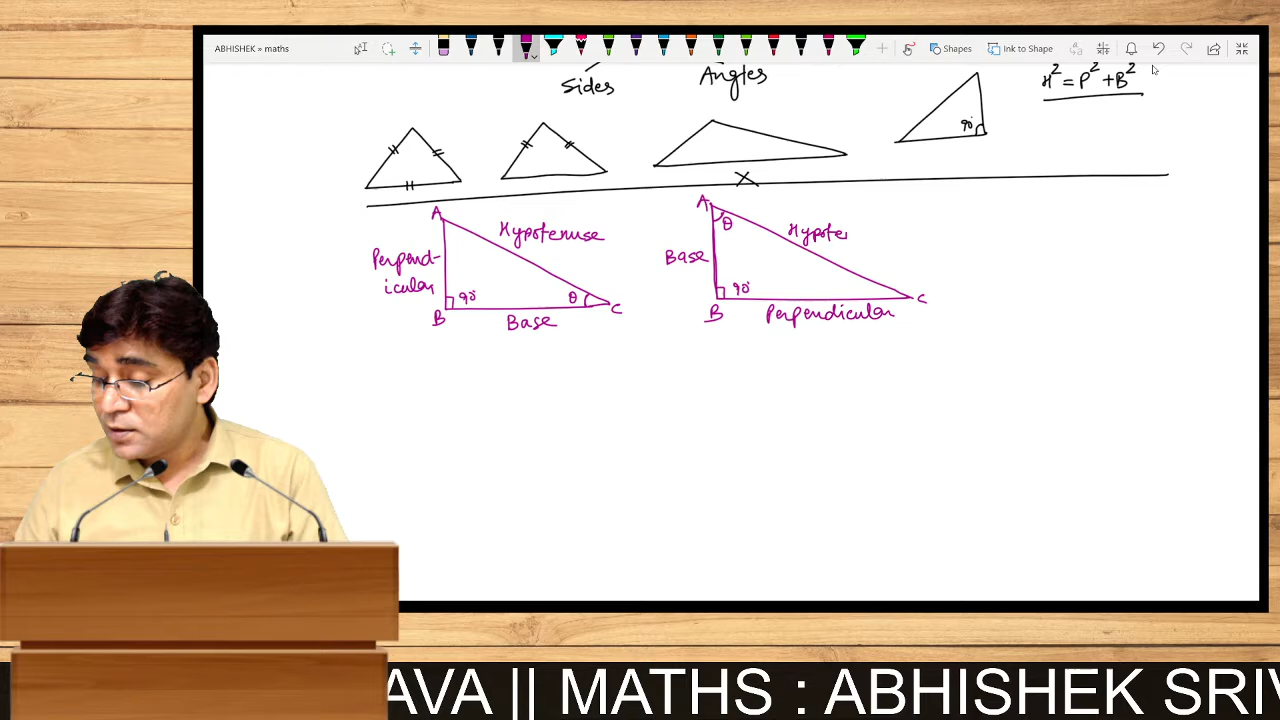 ABHISHEK » maths
Shapes
Ink to Shape
Sides
Angles
H² = P² + B²
90°
A
Hypotenuse
Perpend-
icular
90°
θ
B
Base
C
A
θ
Hypote
Base
90°
B
Perpendicular
C
AVA || MATHS : ABHISHEK SRIV